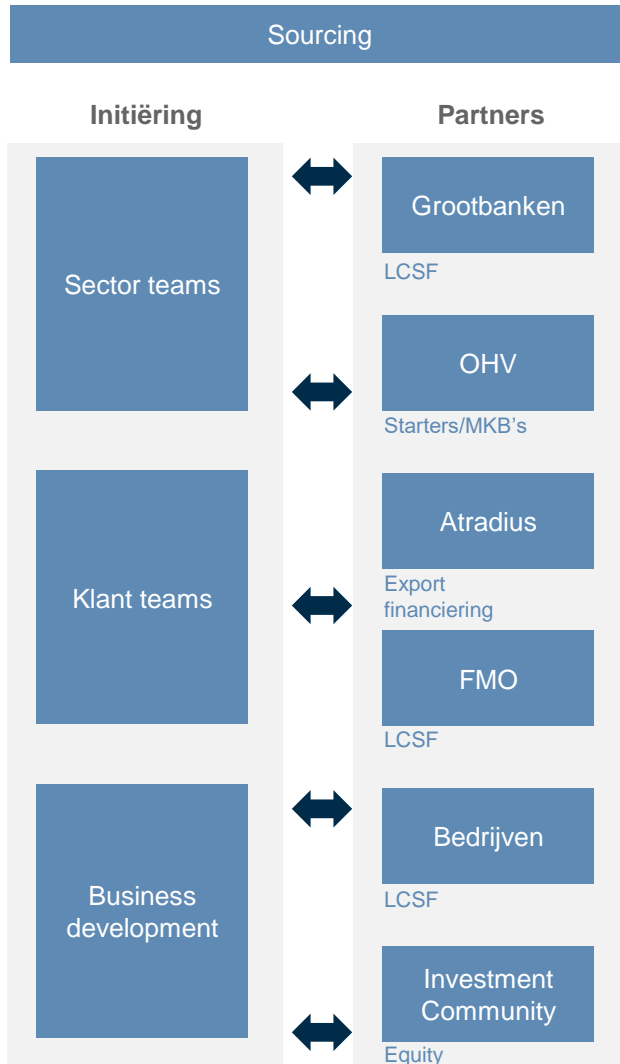 Sourcing
Initiëring
Partners
Sector teams
Klant teams
Business
development
Grootbanken
LCSF
OHV
Starters/MKB's
Atradius
Export
financiering
FMO
LCSF
Bedrijven
LCSF
Investment
Community
Equity